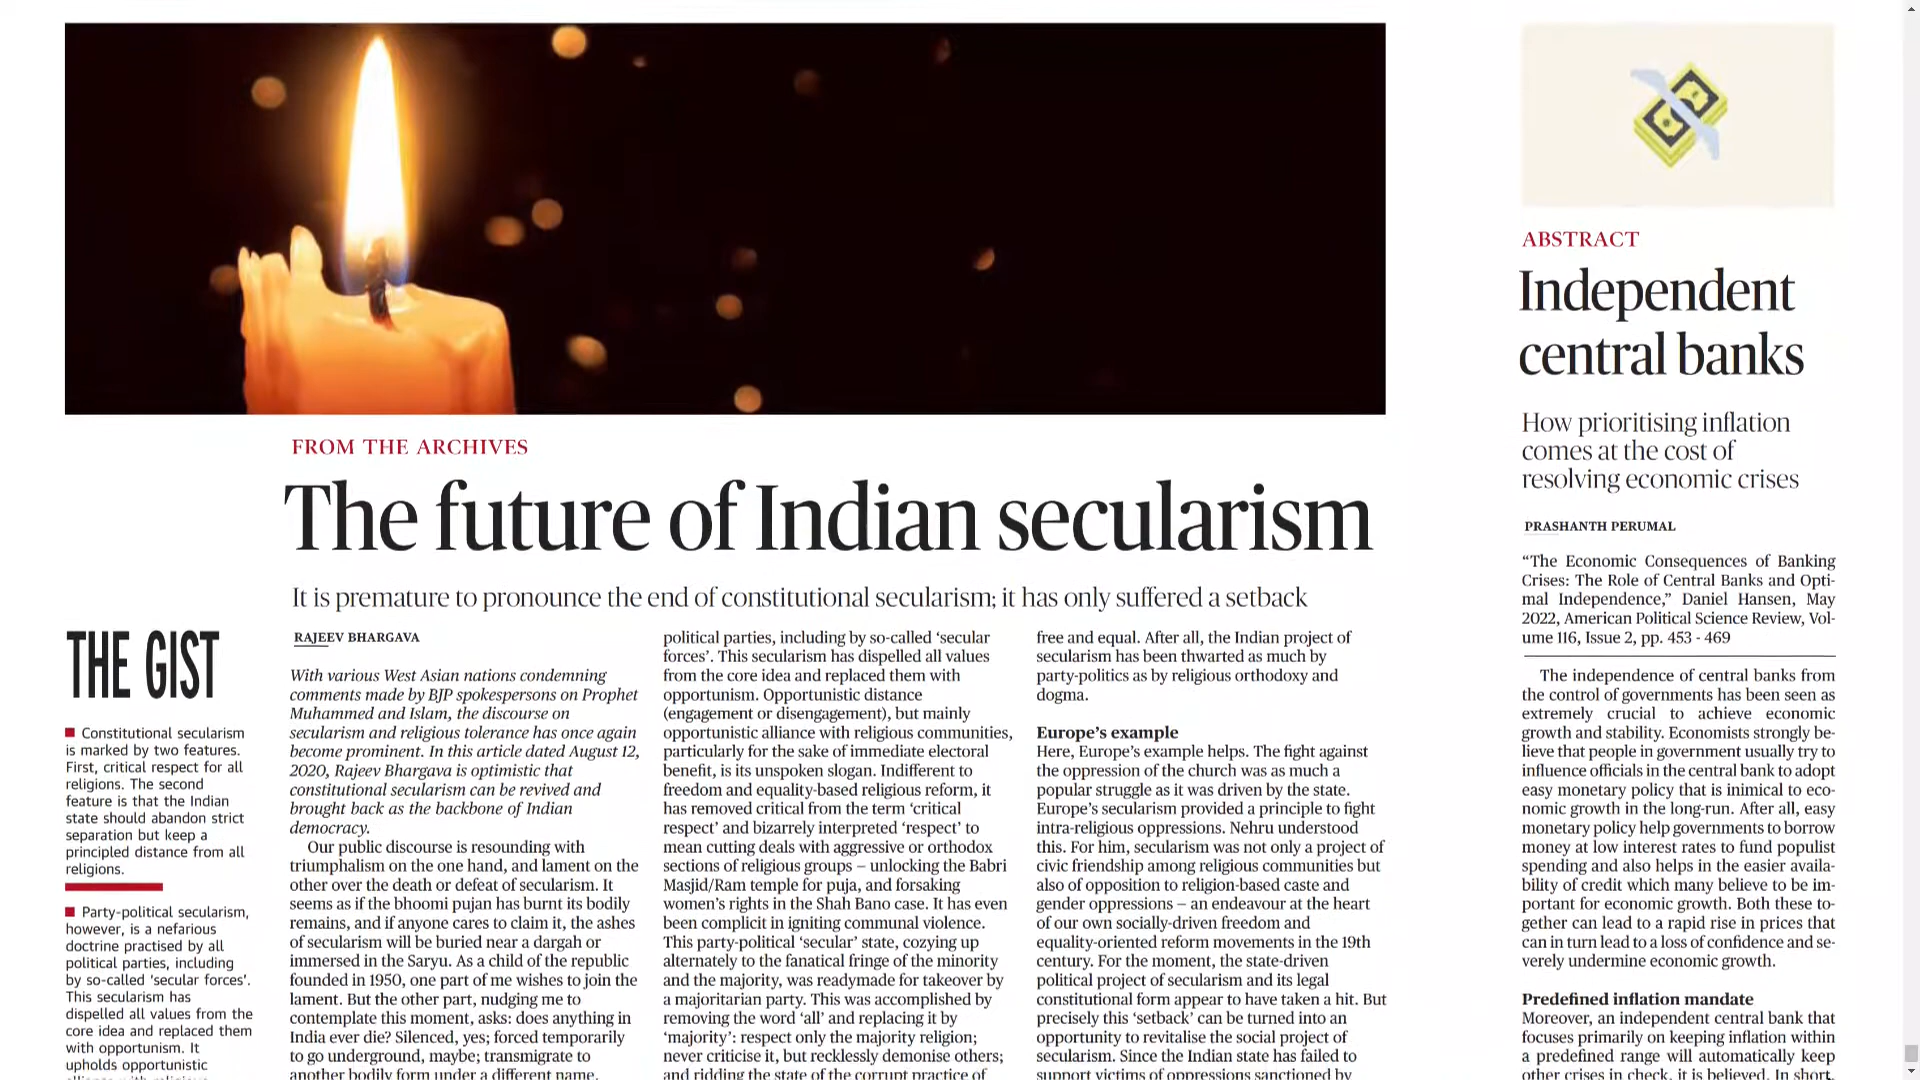 FROM THE ARCHIVES
The future of Indian secularism
It is premature to pronounce the end of constitutional secularism; it has only suffered a setback
THE GIST
■ Constitutional secularism
is marked by two features.
First, critical respect for all
religions. The second
feature is that the Indian
state should abandon strict
separation but keep a
principled distance from all
religions.
■ Party-political secularism,
however, is a nefarious
doctrine practised by all
political parties, including
by so-called 'secular forces'.
This secularism has
dispelled all values from the
core idea and replaced them
with opportunism. It
upholds opportunistic
RAJEEV BHARGAVA
With various West Asian nations condemning
comments made by BJP spokespersons on Prophet
Muhammed and Islam, the discourse on
secularism and religious tolerance has once again
become prominent. In this article dated August 12,
2020, Rajeev Bhargava is optimistic that
constitutional secularism can be revived and
brought back as the backbone of Indian
democracy.
Our public discourse is resounding with
triumphalism on the one hand, and lament on the
other over the death or defeat of secularism. It
seems as if the bhoomi pujan has burnt its bodily
remains, and if anyone cares to claim it, the ashes
of secularism will be buried near a dargah or
immersed in the Saryu. As a child of the republic
founded in 1950, one part of me wishes to join the
lament. But the other part, nudging me to
contemplate this moment, asks: does anything in
India ever die? Silenced, yes; forced temporarily
to go underground, maybe; transmigrate to
another bodily form under a different name,
political parties, including by so-called ‘secular
forces’. This secularism has dispelled all values
from the core idea and replaced them with
opportunism. Opportunistic distance
(engagement or disengagement), but mainly
opportunistic alliance with religious communities,
particularly for the sake of immediate electoral
benefit, is its unspoken slogan. Indifferent to
freedom and equality-based religious reform, it
has removed critical from the term ‘critical
respect’ and bizarrely interpreted ‘respect’ to
mean cutting deals with aggressive or orthodox
sections of religious groups – unlocking the Babri
Masjid/Ram temple for puja, and forsaking
women’s rights in the Shah Bano case. It has even
been complicit in igniting communal violence.
This party-political ‘secular’ state, cozying up
alternately to the fanatical fringe of the minority
and the majority, was readymade for takeover by
a majoritarian party. This was accomplished by
removing the word ‘all’ and replacing it by
‘majority’: respect only the majority religion;
never criticise it, but recklessly demonise others;
and ridding the state of the corrupt practice of
free and equal. After all, the Indian project of
secularism has been thwarted as much by
party-politics as by religious orthodoxy and
dogma.
Europe’s example
Here, Europe’s example helps. The fight against
the oppression of the church was as much a
popular struggle as it was driven by the state.
Europe’s secularism provided a principle to fight
intra-religious oppressions. Nehru understood
this. For him, secularism was not only a project of
civic friendship among religious communities but
also of opposition to religion-based caste and
gender oppressions – an endeavour at the heart
of our own socially-driven freedom and
equality-oriented reform movements in the 19th
century. For the moment, the state-driven
political project of secularism and its legal
constitutional form appear to have taken a hit. But
precisely this ‘setback’ can be turned into an
opportunity to revitalise the social project of
secularism. Since the Indian state has failed to
support victims of oppressions sanctioned by
ABSTRACT
Independent
central banks
How prioritising inflation
comes at the cost of
resolving economic crises
PRASHANTH PERUMAL
“The Economic Consequences of Banking
Crises: The Role of Central Banks and Opti-
mal Independence,” Daniel Hansen, May
2022, American Political Science Review, Vol-
ume 116, Issue 2, pp. 453 - 469
The independence of central banks from
the control of governments has been seen as
extremely crucial to achieve economic
growth and stability. Economists strongly be-
lieve that people in government usually try to
influence officials in the central bank to adopt
easy monetary policy that is inimical to eco-
nomic growth in the long-run. After all, easy
monetary policy help governments to borrow
money at low interest rates to fund populist
spending and also helps in the easier availa-
bility of credit which many believe to be im-
portant for economic growth. Both these to-
gether can lead to a rapid rise in prices that
can in turn lead to a loss of confidence and se-
verely undermine economic growth.
Predefined inflation mandate
Moreover, an independent central bank that
focuses primarily on keeping inflation within
a predefined range will automatically keep
other crises in check, it is believed. In short,